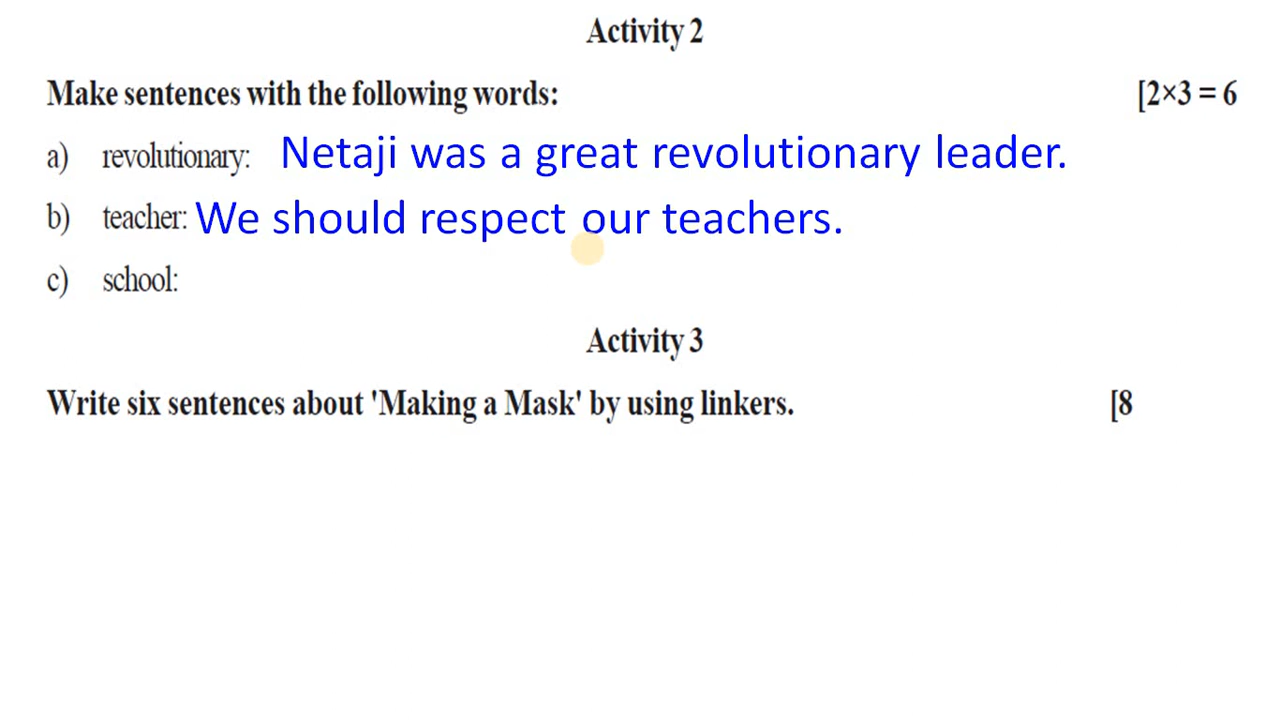 Activity 2
Make sentences with the following words: [2×3 = 6
a) revolutionary: Netaji was a great revolutionary leader.
b) teacher: We should respect our teachers.
c) school:
Activity 3
Write six sentences about 'Making a Mask' by using linkers. [8